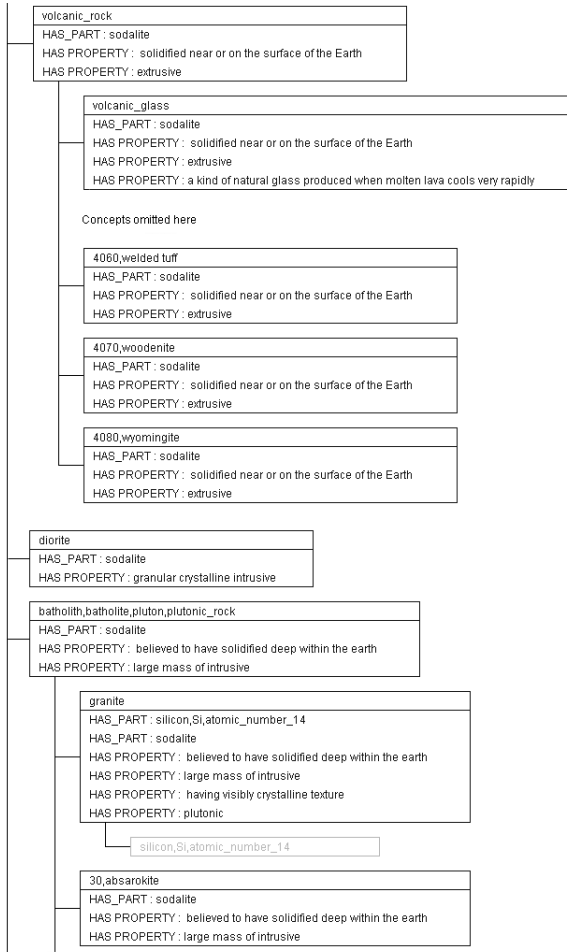 volcanic_rock
HAS_PART : sodalite
HAS PROPERTY :  solidified near or on the surface of the Earth
HAS PROPERTY : extrusive
volcanic_glass
HAS_PART : sodalite
HAS PROPERTY :  solidified near or on the surface of the Earth
HAS PROPERTY : extrusive
HAS PROPERTY : a kind of natural glass produced when molten lava cools very rapidly
Concepts omitted here
4060,welded tuff
HAS_PART : sodalite
HAS PROPERTY :  solidified near or on the surface of the Earth
HAS PROPERTY : extrusive
4070,woodenite
HAS_PART : sodalite
HAS PROPERTY :  solidified near or on the surface of the Earth
HAS PROPERTY : extrusive
4080,wyomingite
HAS_PART : sodalite
HAS PROPERTY :  solidified near or on the surface of the Earth
HAS PROPERTY : extrusive
diorite
HAS_PART : sodalite
HAS PROPERTY : granular crystalline intrusive
batholith,batholite,pluton,plutonic_rock
HAS_PART : sodalite
HAS PROPERTY :  believed to have solidified deep within the earth
HAS PROPERTY : large mass of intrusive
granite
HAS_PART : silicon,Si,atomic_number_14
HAS_PART : sodalite
HAS PROPERTY :  believed to have solidified deep within the earth
HAS PROPERTY : large mass of intrusive
HAS PROPERTY : having visibly crystalline texture
HAS PROPERTY : plutonic
silicon,Si,atomic_number_14
30,absarokite
HAS_PART : sodalite
HAS PROPERTY :  believed to have solidified deep within the earth
HAS PROPERTY : large mass of intrusive